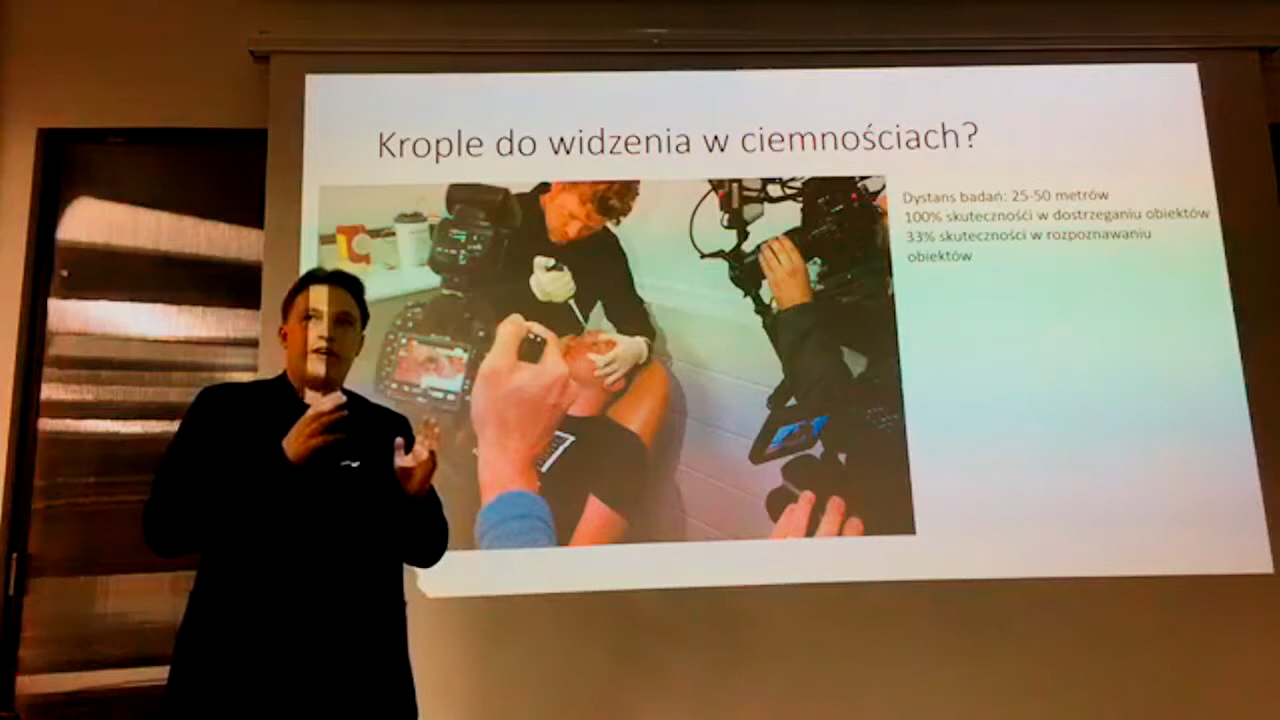 Krople do widzenia w ciemnościach?
Dystans badań: 25-50 metrów
100% skuteczności w dostrzeganiu obiektów
33% skuteczności w rozpoznawaniu
obiektów